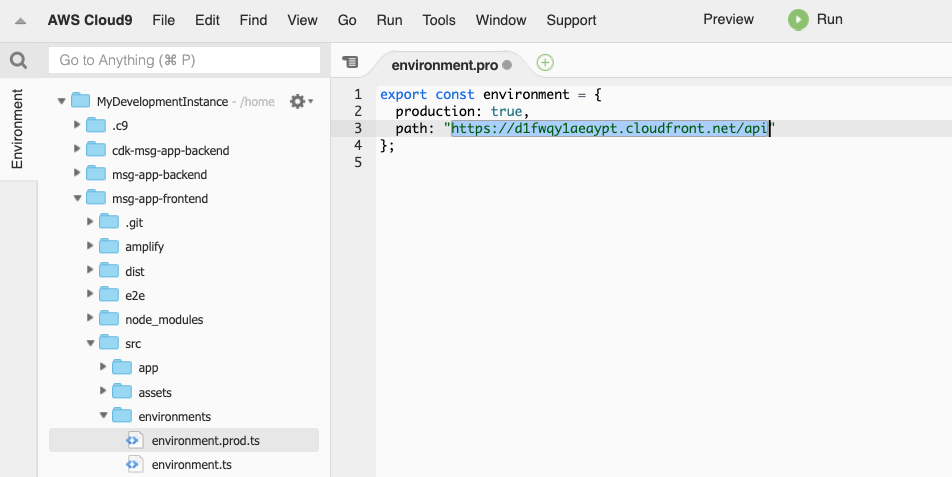 AWS Cloud9 File Edit Find View Go Run Tools Window Support Preview Run
Go to Anything (⌘ P)
Environment
MyDevelopmentInstance - /home
.c9
cdk-msg-app-backend
msg-app-backend
msg-app-frontend
.git
amplify
dist
e2e
node_modules
src
app
assets
environments
environment.prod.ts
environment.ts
environment.pro
1 export const environment = {
2 production: true,
3 path: "https://d1fwqy1aeaypt.cloudfront.net/api"
4 };
5